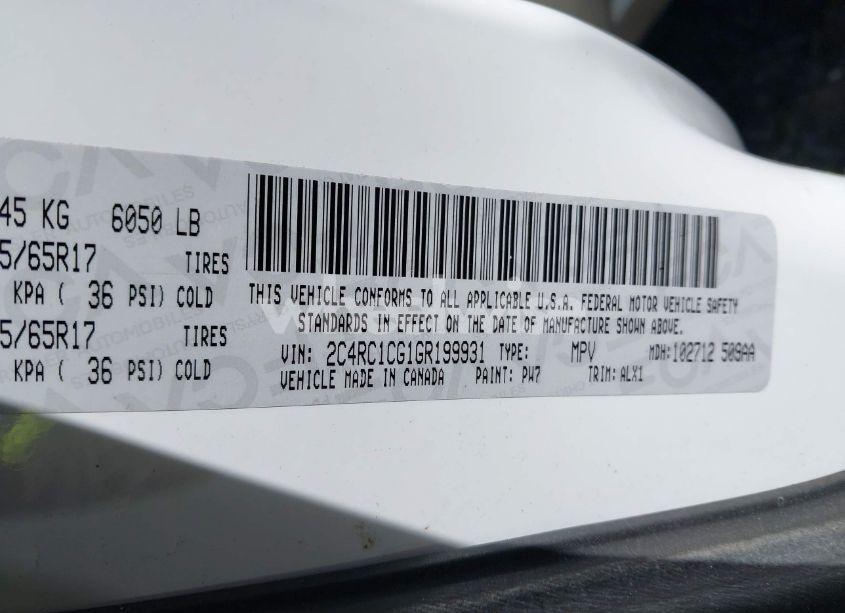 45 KG 6050 LB
5/65R17 TIRES
KPA ( 36 PSI) COLD
5/65R17 TIRES
KPA ( 36 PSI) COLD
THIS VEHICLE CONFORMS TO ALL APPLICABLE U.S.A. FEDERAL MOTOR VEHICLE SAFETY
STANDARDS IN EFFECT ON THE DATE OF MANUFACTURE SHOWN ABOVE.
VIN: 2C4RC1CG1GR199931 TYPE: MPV MDH:102712 509AA
VEHICLE MADE IN CANADA PAINT: PW7 TRIM: ALX1